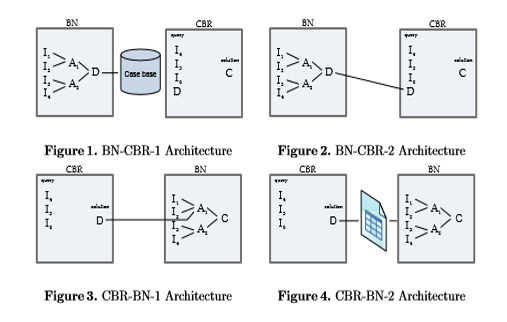 BN
CBR
I₁
I₂
I₃
I₄
A₁
A₂
D
Case base
query
I₄
I₅
I₆
D
solution
C
Figure 1. BN-CBR-1 Architecture
BN
CBR
I₁
I₂
I₃
I₄
A₁
A₂
D
query
I₄
I₅
I₆
D
solution
C
Figure 2. BN-CBR-2 Architecture
CBR
BN
query
I₄
I₅
I₆
solution
D
I₁
I₂
I₃
I₄
A₁
A₂
C
Figure 3. CBR-BN-1 Architecture
CBR
BN
query
I₄
I₅
I₆
solution
D
I₁
I₂
I₃
I₄
A₁
A₂
C
Figure 4. CBR-BN-2 Architecture